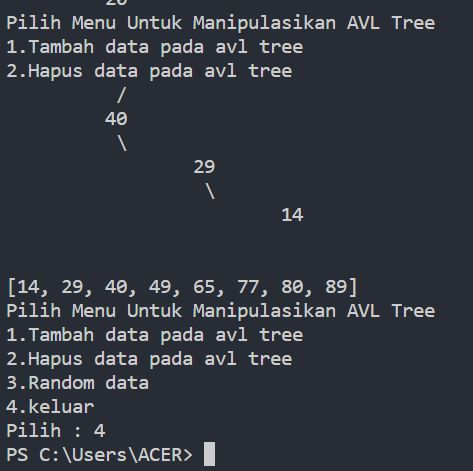 Pilih Menu Untuk Manipulasikan AVL Tree
1.Tambah data pada avl tree
2.Hapus data pada avl tree
/
40
\
29
\
14
[14, 29, 40, 49, 65, 77, 80, 89]
Pilih Menu Untuk Manipulasikan AVL Tree
1.Tambah data pada avl tree
2.Hapus data pada avl tree
3.Random data
4.keluar
Pilih : 4
PS C:\Users\ACER>